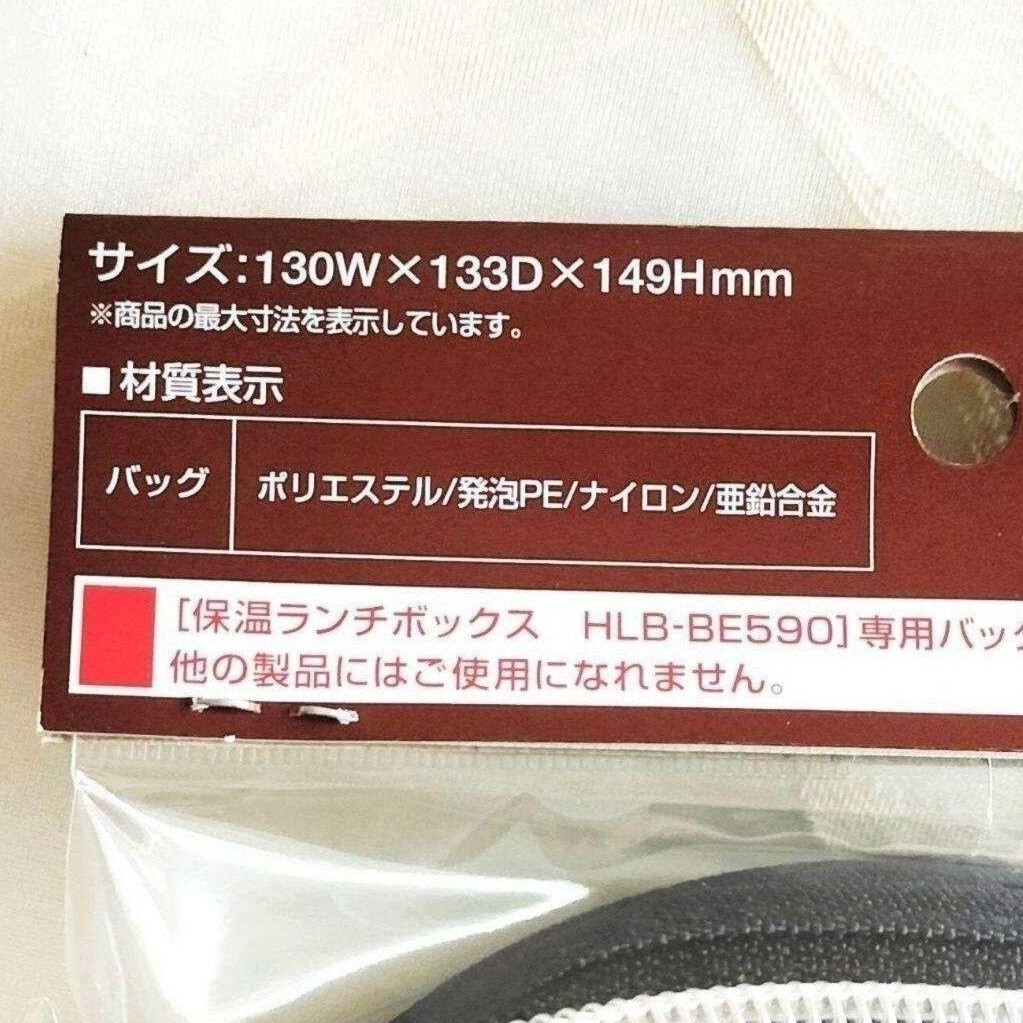 サイズ:130W×133D×149Hmm
※商品の最大寸法を表示しています。
■材質表示
バッグ ポリエステル/発泡PE/ナイロン/亜鉛合金
[保温ランチボックス HLB-BE590]専用バッグ
他の製品にはご使用になれません。